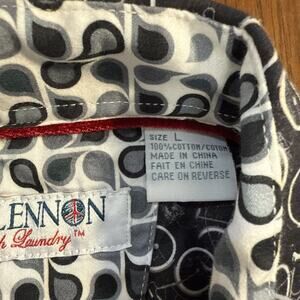 LENNON
h Laundry™
SIZE L
100%COTTON/COTON
MADE IN CHINA
FAIT EN CHINE
CARE ON REVERSE